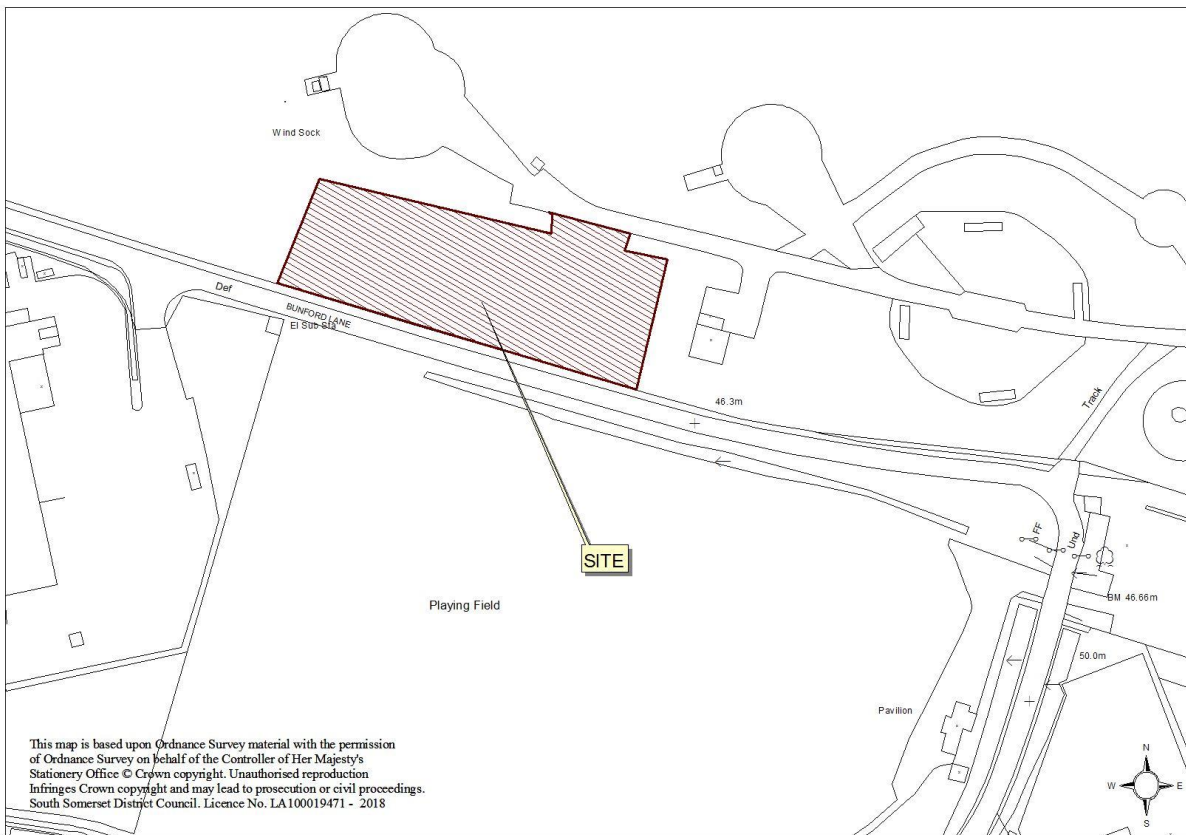 Wind Sock
Def
BUNFORD LANE
El Sub Sta
46.3m
Track
SITE
FF
Und
BM 46.66m
Playing Field
50.0m
Pavilion
This map is based upon Ordnance Survey material with the permission
of Ordnance Survey on behalf of the Controller of Her Majesty's
Stationery Office © Crown copyright. Unauthorised reproduction
Infringes Crown copyright and may lead to prosecution or civil proceedings.
South Somerset District Council. Licence No. LA100019471 - 2018
N
W E
S